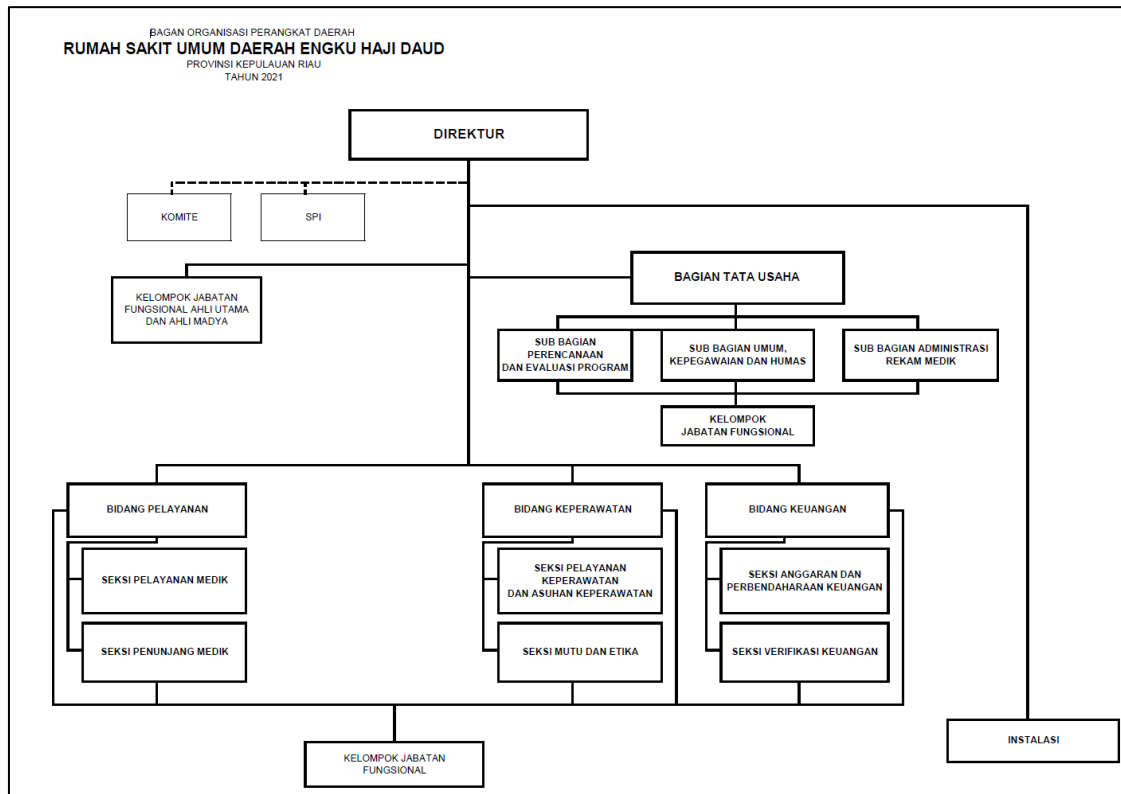 BAGAN ORGANISASI PERANGKAT DAERAH
RUMAH SAKIT UMUM DAERAH ENGKU HAJI DAUD
PROVINSI KEPULAUAN RIAU
TAHUN 2021
DIREKTUR
KOMITE
SPI
BAGIAN TATA USAHA
KELOMPOK JABATAN
FUNGSIONAL AHLI UTAMA
DAN AHLI MADYA
SUB BAGIAN
PERENCANAAN
DAN EVALUASI PROGRAM
SUB BAGIAN UMUM,
KEPEGAWAIAN DAN HUMAS
SUB BAGIAN ADMINISTRASI
REKAM MEDIK
KELOMPOK
JABATAN FUNGSIONAL
BIDANG PELAYANAN
BIDANG KEPERAWATAN
BIDANG KEUANGAN
SEKSI PELAYANAN MEDIK
SEKSI PELAYANAN
KEPERAWATAN
DAN ASUHAN KEPERAWATAN
SEKSI ANGGARAN DAN
PERBENDAHARAAN KEUANGAN
SEKSI PENUNJANG MEDIK
SEKSI MUTU DAN ETIKA
SEKSI VERIFIKASI KEUANGAN
INSTALASI
KELOMPOK JABATAN
FUNGSIONAL